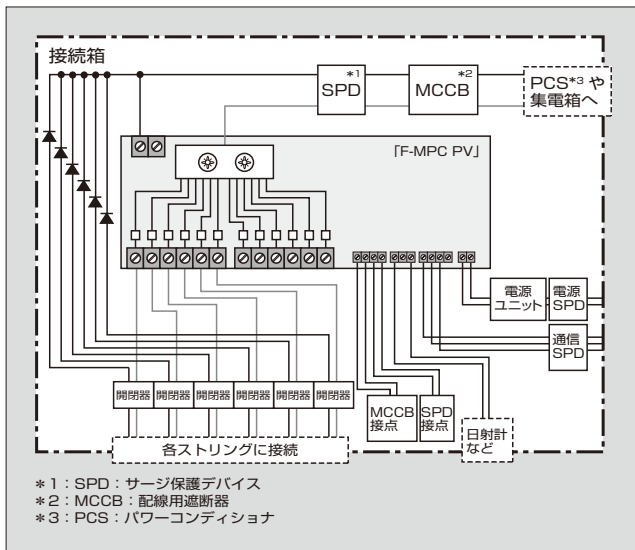 接続箱
*1
SPD
*2
MCCB
PCS*3 や
集電箱へ
「F-MPC PV」
電源
ユニット
電源
SPD
通信
SPD
開閉器
開閉器
開閉器
開閉器
開閉器
開閉器
MCCB
接点
SPD
接点
日射計
など
各ストリングに接続
*1：SPD：サージ保護デバイス
*2：MCCB：配線用遮断器
*3：PCS：パワーコンディショナ